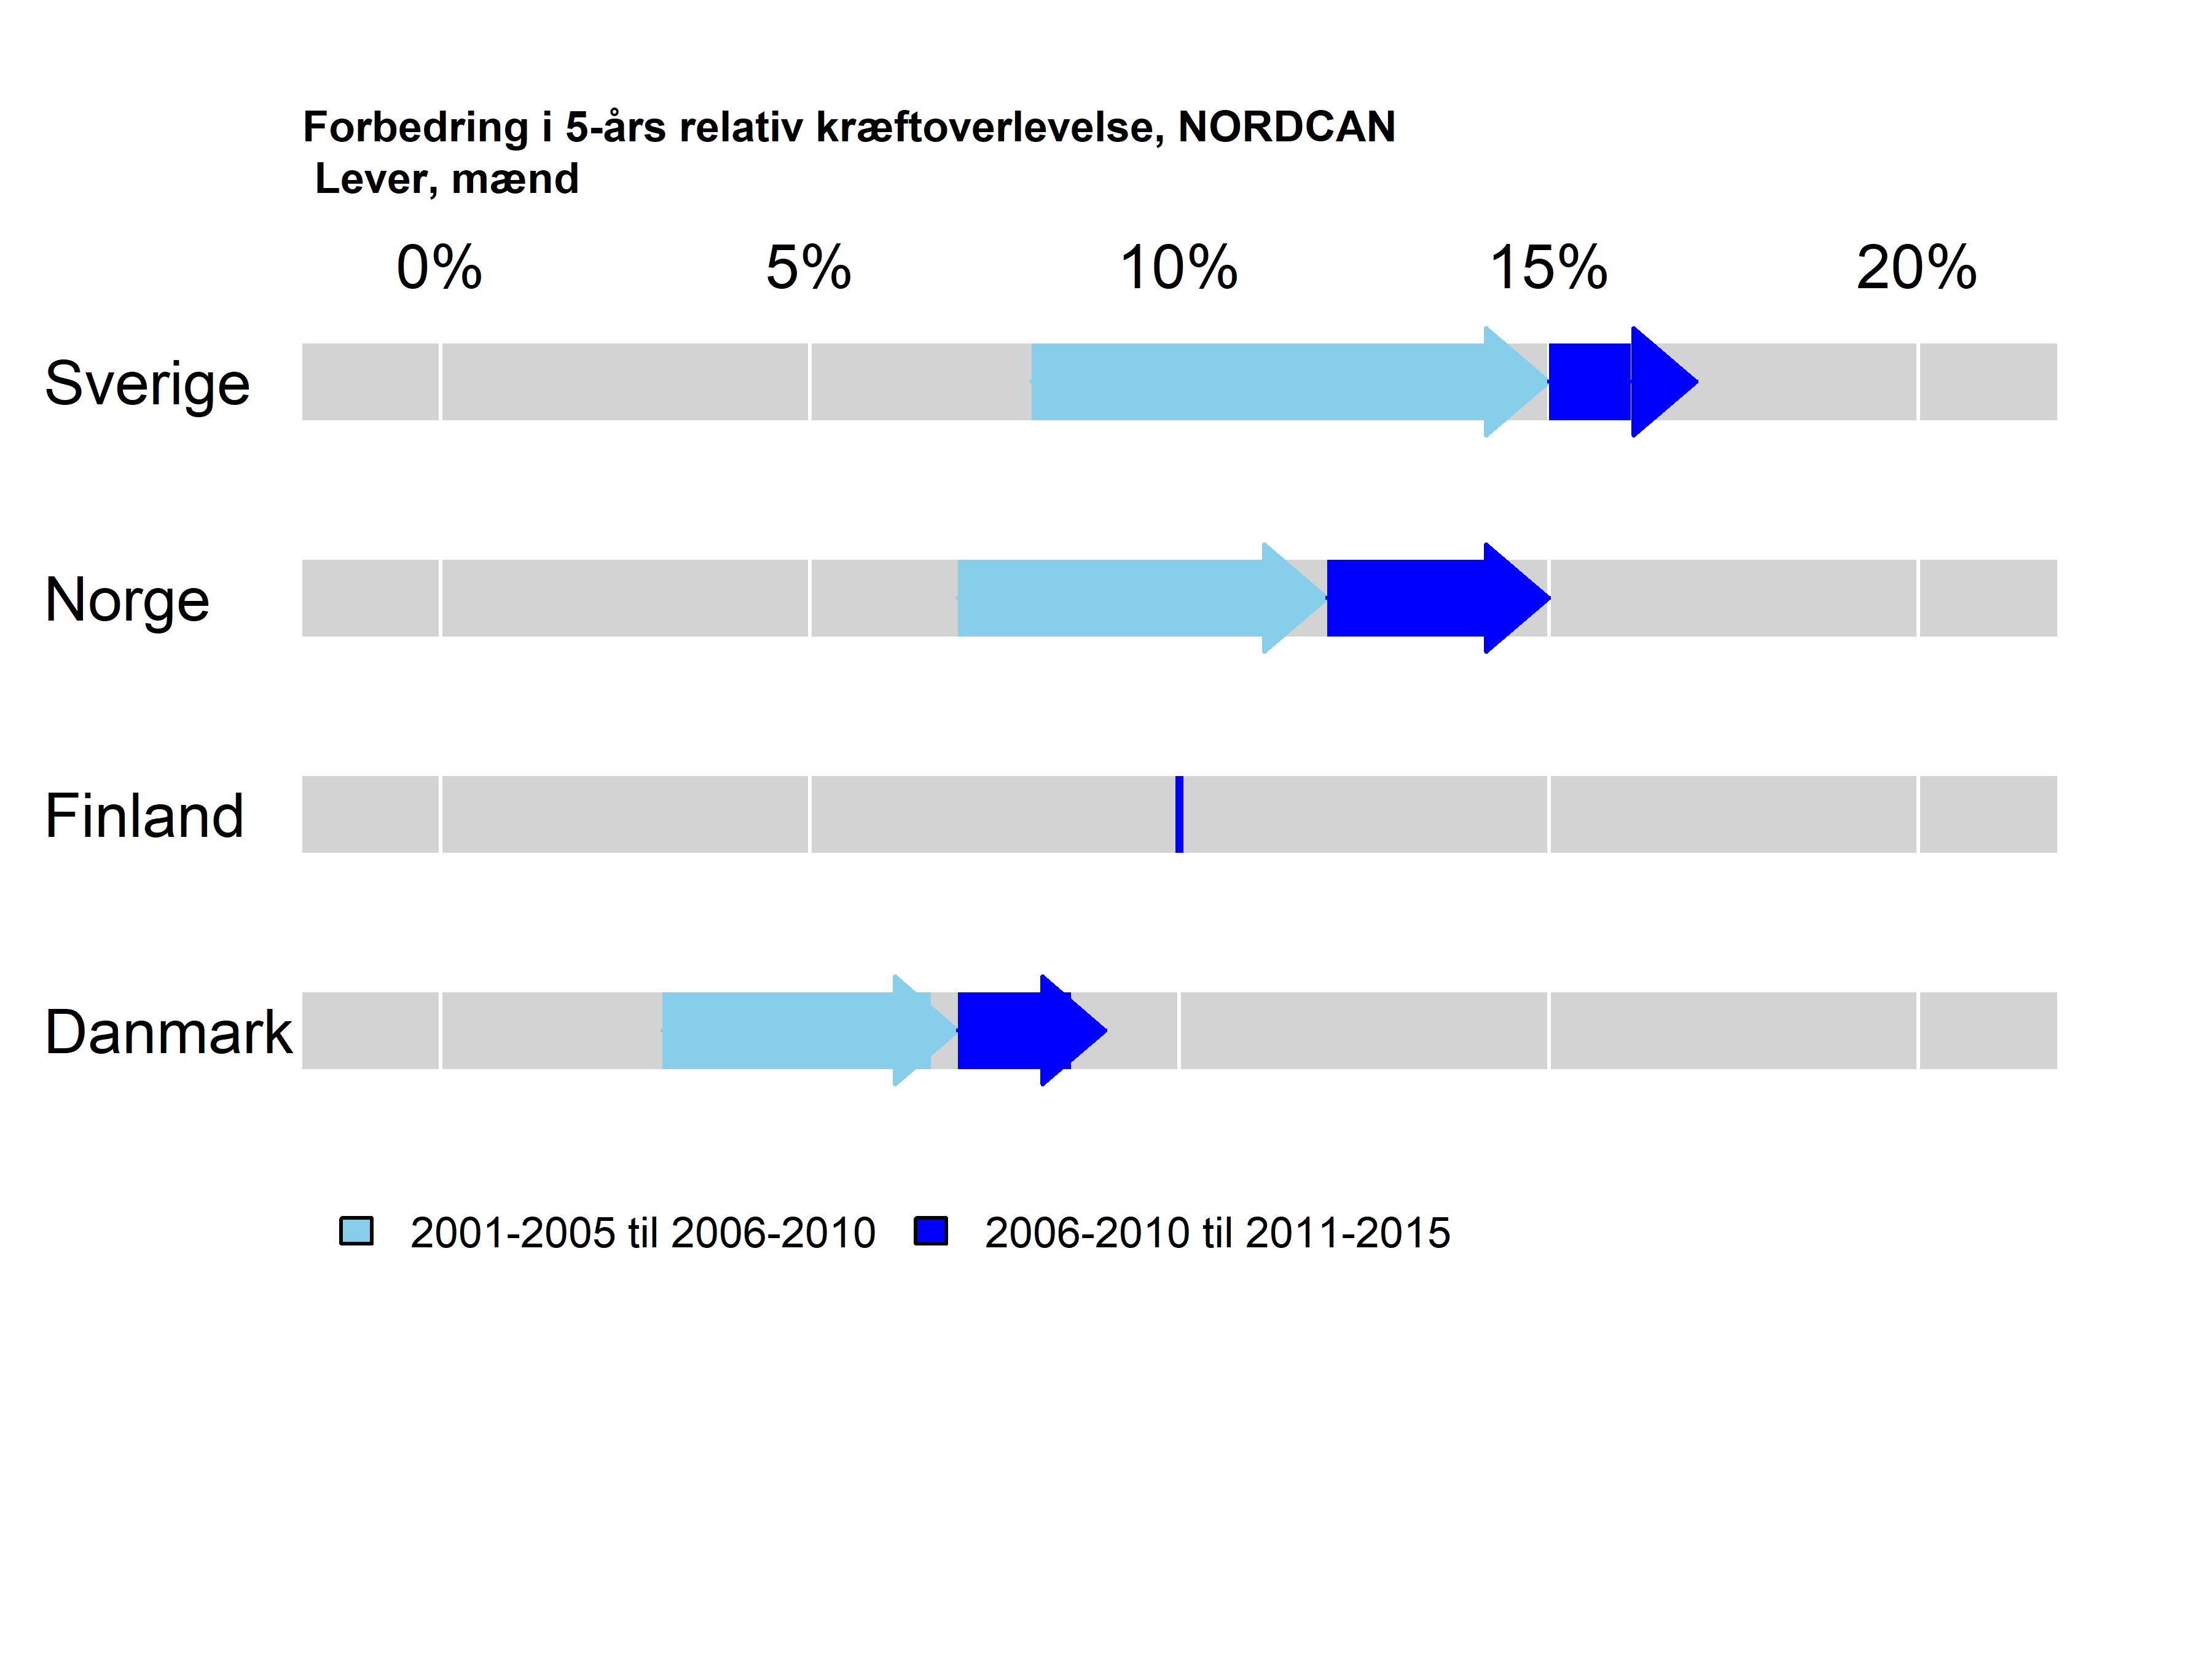 Forbedring i 5-års relativ kræftoverlevelse, NORDCAN
Lever, mænd
0% 5% 10% 15% 20%
Sverige
Norge
Finland
Danmark
2001-2005 til 2006-2010 2006-2010 til 2011-2015